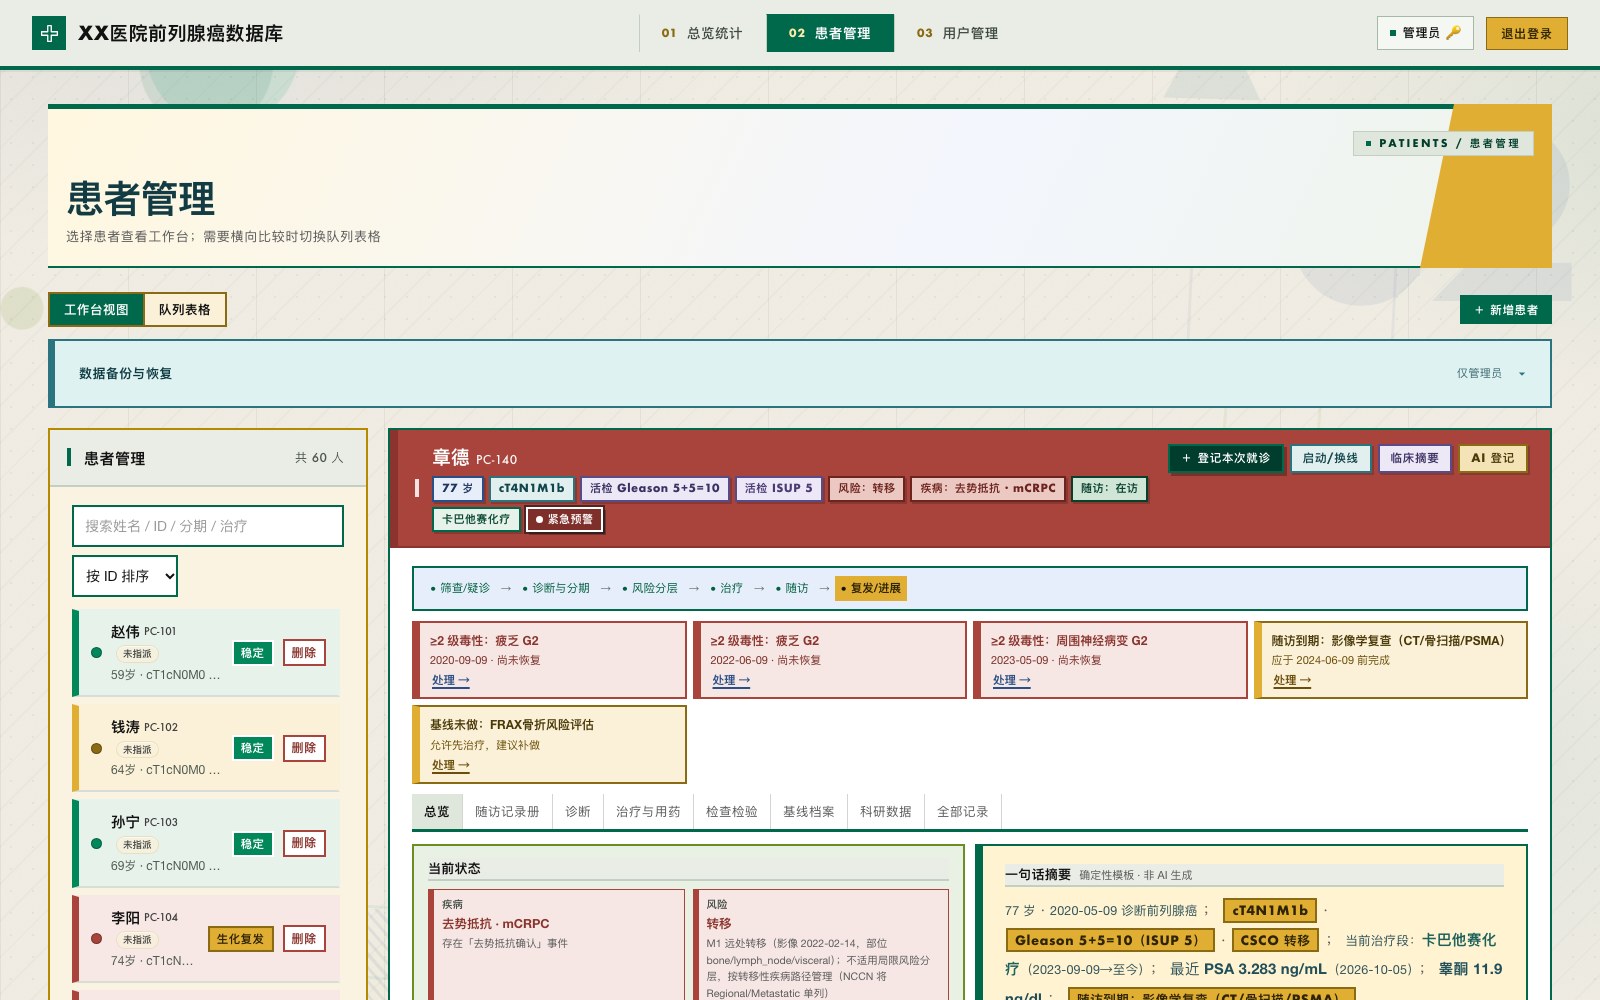 XX医院前列腺癌数据库
01 总览统计
02 患者管理
03 用户管理
管理员
退出登录
PATIENTS / 患者管理
患者管理
选择患者查看工作台；需要横向比较时切换队列表格
工作台视图
队列表格
+ 新增患者
数据备份与恢复
仅管理员
患者管理
共 60 人
搜索姓名 / ID / 分期 / 治疗
按 ID 排序
赵伟 PC-101
未指派
59岁 · cT1cN0M0 ...
稳定
删除
钱涛 PC-102
未指派
64岁 · cT1cN0M0 ...
稳定
删除
孙宁 PC-103
未指派
69岁 · cT1cN0M0 ...
稳定
删除
李阳 PC-104
未指派
74岁 · cT1cN...
生化复发
删除
章德 PC-140
+ 登记本次就诊
启动/换线
临床摘要
AI 登记
77 岁
cT4N1M1b
活检 Gleason 5+5=10
活检 ISUP 5
风险：转移
疾病：去势抵抗 · mCRPC
随访：在访
卡巴他赛化疗
紧急预警
• 筛查/疑诊 → • 诊断与分期 → • 风险分层 → • 治疗 → • 随访 → • 复发/进展
≥2 级毒性：疲乏 G2
2020-09-09 · 尚未恢复
处理 →
≥2 级毒性：疲乏 G2
2022-06-09 · 尚未恢复
处理 →
≥2 级毒性：周围神经病变 G2
2023-05-09 · 尚未恢复
处理 →
随访到期：影像学复查（CT/骨扫描/PSMA）
应于 2024-06-09 前完成
处理 →
基线未做：FRAX骨折风险评估
允许先治疗，建议补做
处理 →
总览
随访记录册
诊断
治疗与用药
检查检验
基线档案
科研数据
全部记录
当前状态
疾病
去势抵抗 · mCRPC
存在「去势抵抗确认」事件
风险
转移
M1 远处转移（影像 2022-02-14，部位
bone/lymph_node/visceral）；不适用局限风险分
层，按转移性疾病路径管理（NCCN 将
Regional/Metastatic 单列）
一句话摘要 确定性模板 · 非 AI 生成
77 岁 · 2020-05-09 诊断前列腺癌； cT4N1M1b ·
Gleason 5+5=10（ISUP 5） · CSCO 转移 ； 当前治疗段：卡巴他赛化
疗（2023-09-09→至今）； 最近 PSA 3.283 ng/mL（2026-10-05）； 睾酮 11.9
ng/dl； 随访到期：影像学复查（CT/骨扫描/PSMA）